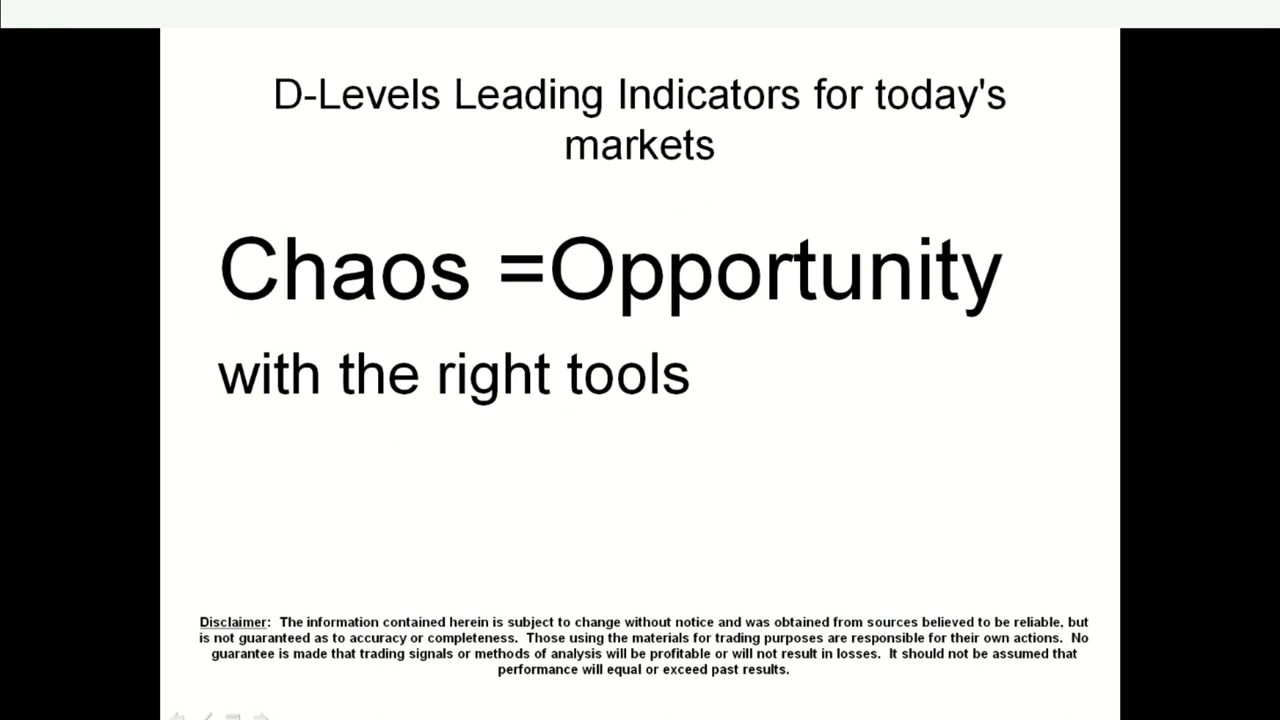 D-Levels Leading Indicators for today's
markets
Chaos =Opportunity
with the right tools
Disclaimer:  The information contained herein is subject to change without notice and was obtained from sources believed to be reliable, but
is not guaranteed as to accuracy or completeness.  Those using the materials for trading purposes are responsible for their own actions.  No
guarantee is made that trading signals or methods of analysis will be profitable or will not result in losses.  It should not be assumed that
performance will equal or exceed past results.